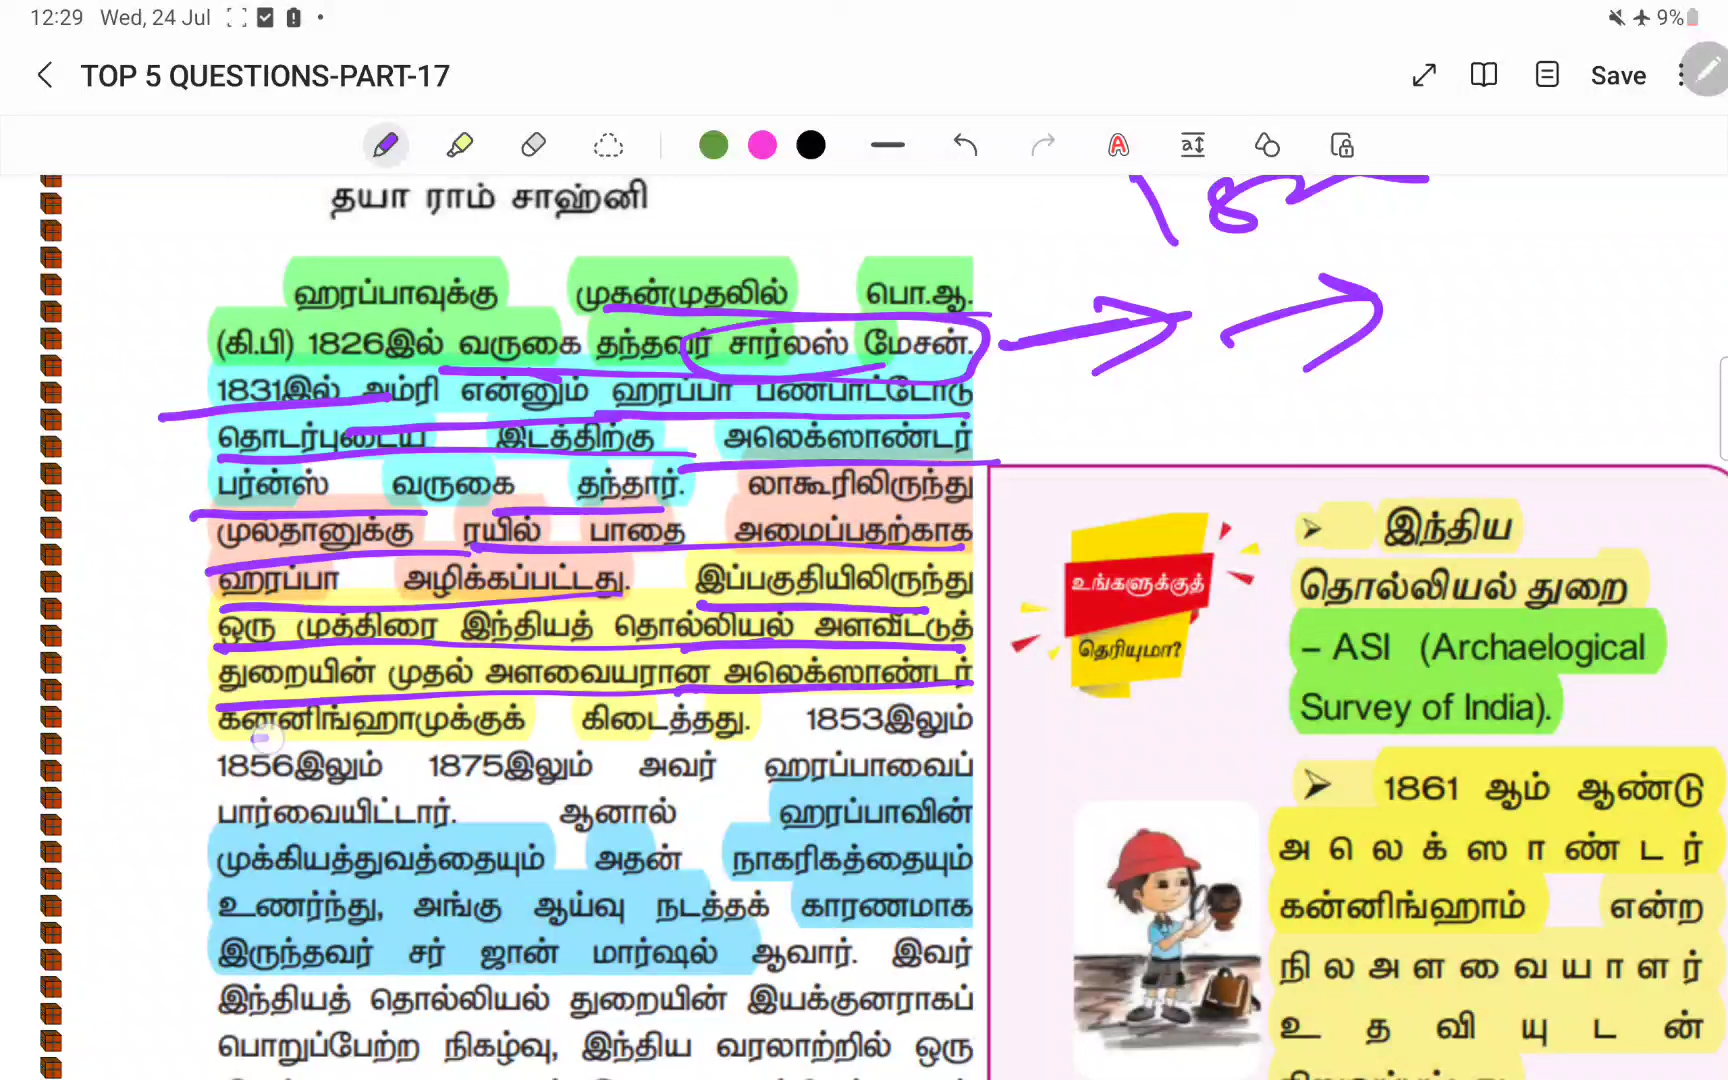 12:29 Wed, 24 Jul
9%
TOP 5 QUESTIONS-PART-17
Save
தயா ராம் சாஹ்னி
ஹரப்பாவுக்கு முதன்முதலில் பொ.ஆ.
(கி.பி) 1826இல் வருகை தந்தவர் சார்லஸ் மேசன்.
1831இல் அம்ரி என்னும் ஹரப்பா பண்பாட்டோடு
தொடர்புடைய இடத்திற்கு அலெக்ஸாண்டர்
பர்ன்ஸ் வருகை தந்தார். லாகூரிலிருந்து
முல்தானுக்கு ரயில் பாதை அமைப்பதற்காக
ஹரப்பா அழிக்கப்பட்டது. இப்பகுதியிலிருந்து
ஒரு முத்திரை இந்தியத் தொல்லியல் அளவீட்டுத்
துறையின் முதல் அளவையரான அலெக்ஸாண்டர்
கன்னிங்ஹாமுக்குக் கிடைத்தது. 1853இலும்
1856இலும் 1875இலும் அவர் ஹரப்பாவைப்
பார்வையிட்டார். ஆனால் ஹரப்பாவின்
முக்கியத்துவத்தையும் அதன் நாகரிகத்தையும்
உணர்ந்து, அங்கு ஆய்வு நடத்தக் காரணமாக
இருந்தவர் சர் ஜான் மார்ஷல் ஆவார். இவர்
இந்தியத் தொல்லியல் துறையின் இயக்குனராகப்
பொறுப்பேற்ற நிகழ்வு, இந்திய வரலாற்றில் ஒரு
உங்களுக்குத்
தெரியுமா?
➢ இந்திய
தொல்லியல் துறை
– ASI (Archaelogical
Survey of India).
➢ 1861 ஆம் ஆண்டு
அலெக்ஸாண்டர்
கன்னிங்ஹாம் என்ற
நிலஅளவையாளர்
உதவியுடன்